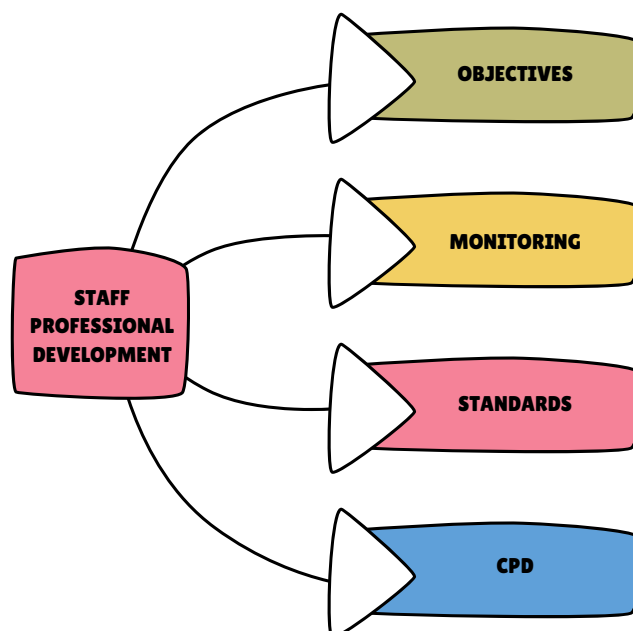 OBJECTIVES
MONITORING
STAFF
PROFESSIONAL
DEVELOPMENT
STANDARDS
CPD